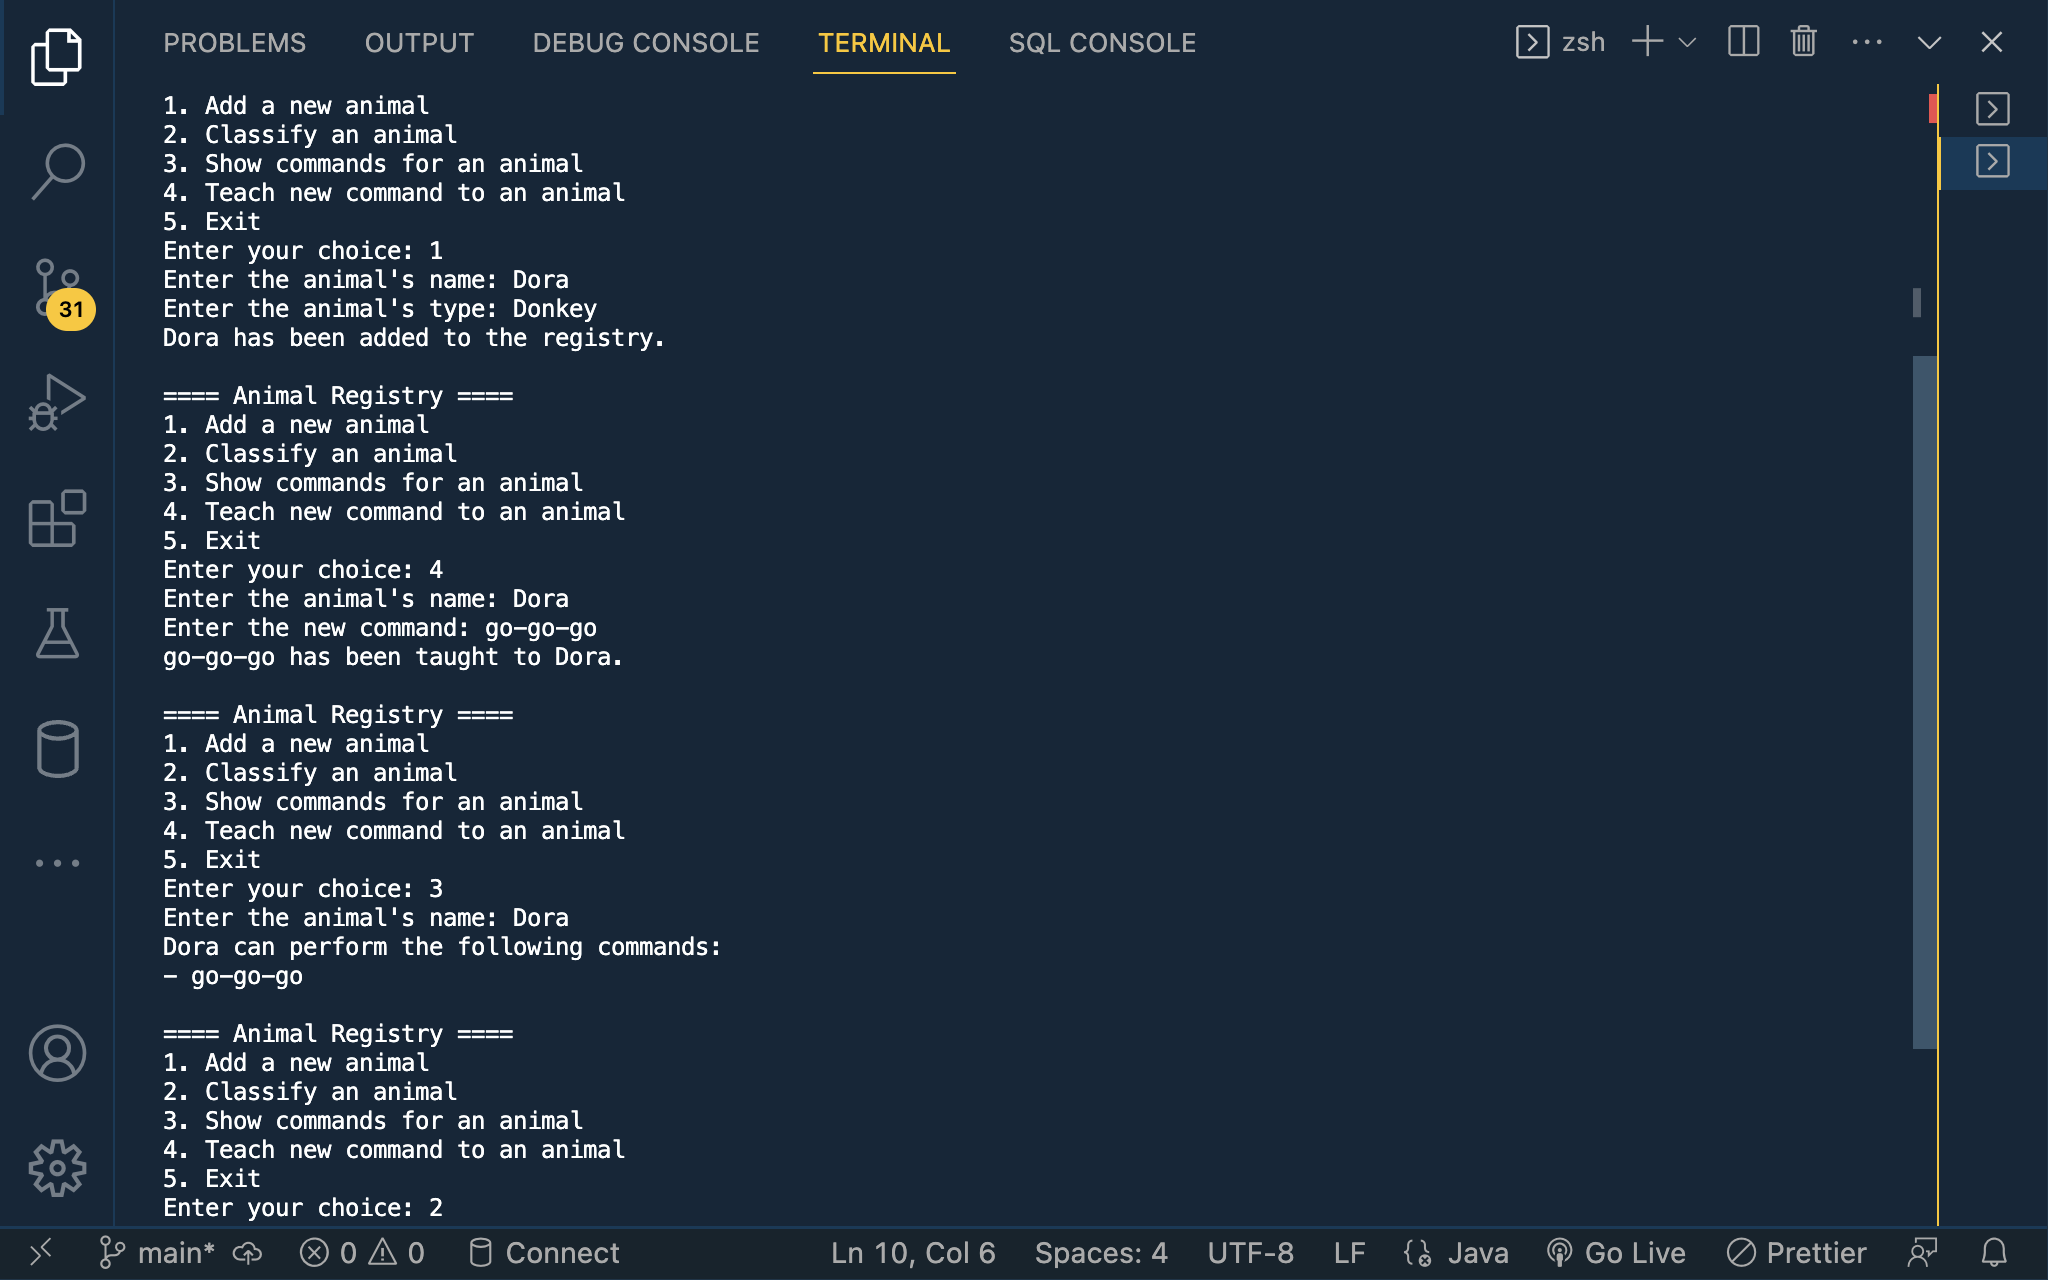 PROBLEMS OUTPUT DEBUG CONSOLE TERMINAL SQL CONSOLE zsh
1. Add a new animal
2. Classify an animal
3. Show commands for an animal
4. Teach new command to an animal
5. Exit
Enter your choice: 1
Enter the animal's name: Dora
Enter the animal's type: Donkey
Dora has been added to the registry.
==== Animal Registry ====
1. Add a new animal
2. Classify an animal
3. Show commands for an animal
4. Teach new command to an animal
5. Exit
Enter your choice: 4
Enter the animal's name: Dora
Enter the new command: go-go-go
go-go-go has been taught to Dora.
==== Animal Registry ====
1. Add a new animal
2. Classify an animal
3. Show commands for an animal
4. Teach new command to an animal
5. Exit
Enter your choice: 3
Enter the animal's name: Dora
Dora can perform the following commands:
- go-go-go
==== Animal Registry ====
1. Add a new animal
2. Classify an animal
3. Show commands for an animal
4. Teach new command to an animal
5. Exit
Enter your choice: 2
31
main* 0 0 Connect Ln 10, Col 6 Spaces: 4 UTF-8 LF Java Go Live Prettier